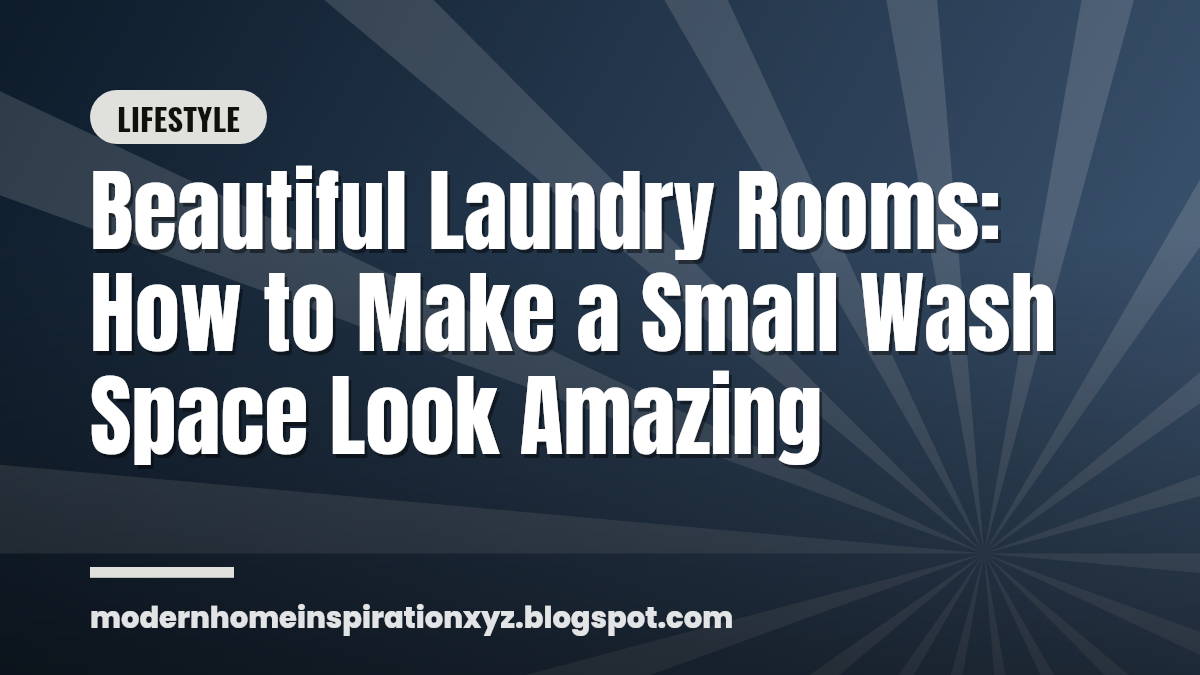 LIFESTYLE
Beautiful Laundry Rooms:
How to Make a Small Wash
Space Look Amazing
modernhomeinspirationxyz.blogspot.com